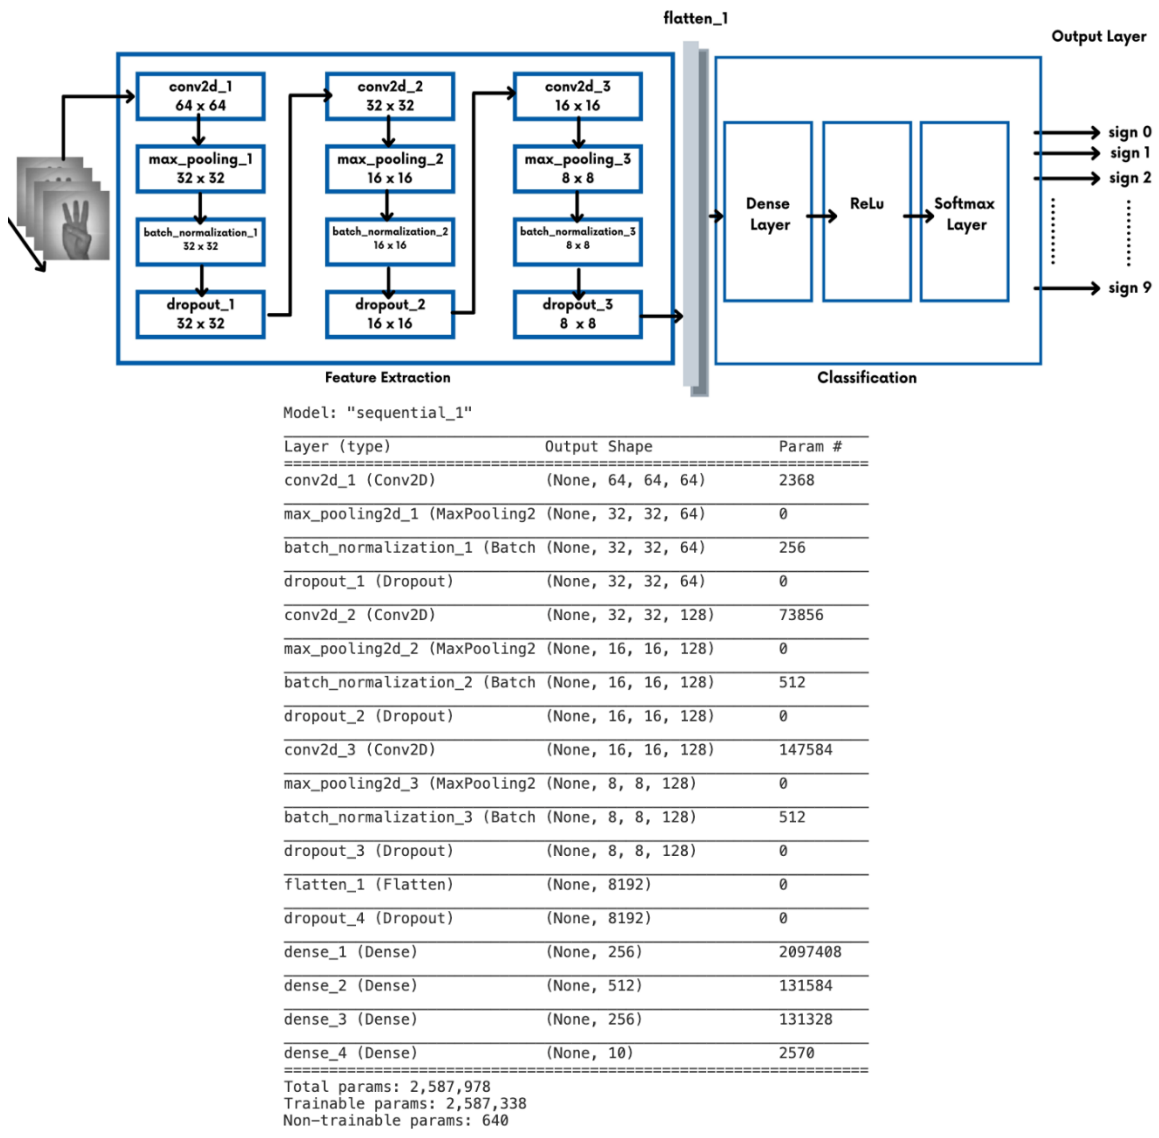 flatten_1
Output Layer
conv2d_1
64 x 64
max_pooling_1
32 x 32
batch_normalization_1
32 x 32
dropout_1
32 x 32
conv2d_2
32 x 32
max_pooling_2
16 x 16
batch_normalization_2
16 x 16
dropout_2
16 x 16
conv2d_3
16 x 16
max_pooling_3
8 x 8
batch_normalization_3
8 x 8
dropout_3
8 x 8
Feature Extraction
Dense
Layer
ReLu
Softmax
Layer
Classification
sign 0
sign 1
sign 2
sign 9
Model: "sequential_1"
Layer (type) Output Shape Param #
conv2d_1 (Conv2D) (None, 64, 64, 64) 2368
max_pooling2d_1 (MaxPooling2 (None, 32, 32, 64) 0
batch_normalization_1 (Batch (None, 32, 32, 64) 256
dropout_1 (Dropout) (None, 32, 32, 64) 0
conv2d_2 (Conv2D) (None, 32, 32, 128) 73856
max_pooling2d_2 (MaxPooling2 (None, 16, 16, 128) 0
batch_normalization_2 (Batch (None, 16, 16, 128) 512
dropout_2 (Dropout) (None, 16, 16, 128) 0
conv2d_3 (Conv2D) (None, 16, 16, 128) 147584
max_pooling2d_3 (MaxPooling2 (None, 8, 8, 128) 0
batch_normalization_3 (Batch (None, 8, 8, 128) 512
dropout_3 (Dropout) (None, 8, 8, 128) 0
flatten_1 (Flatten) (None, 8192) 0
dropout_4 (Dropout) (None, 8192) 0
dense_1 (Dense) (None, 256) 2097408
dense_2 (Dense) (None, 512) 131584
dense_3 (Dense) (None, 256) 131328
dense_4 (Dense) (None, 10) 2570
Total params: 2,587,978
Trainable params: 2,587,338
Non-trainable params: 640